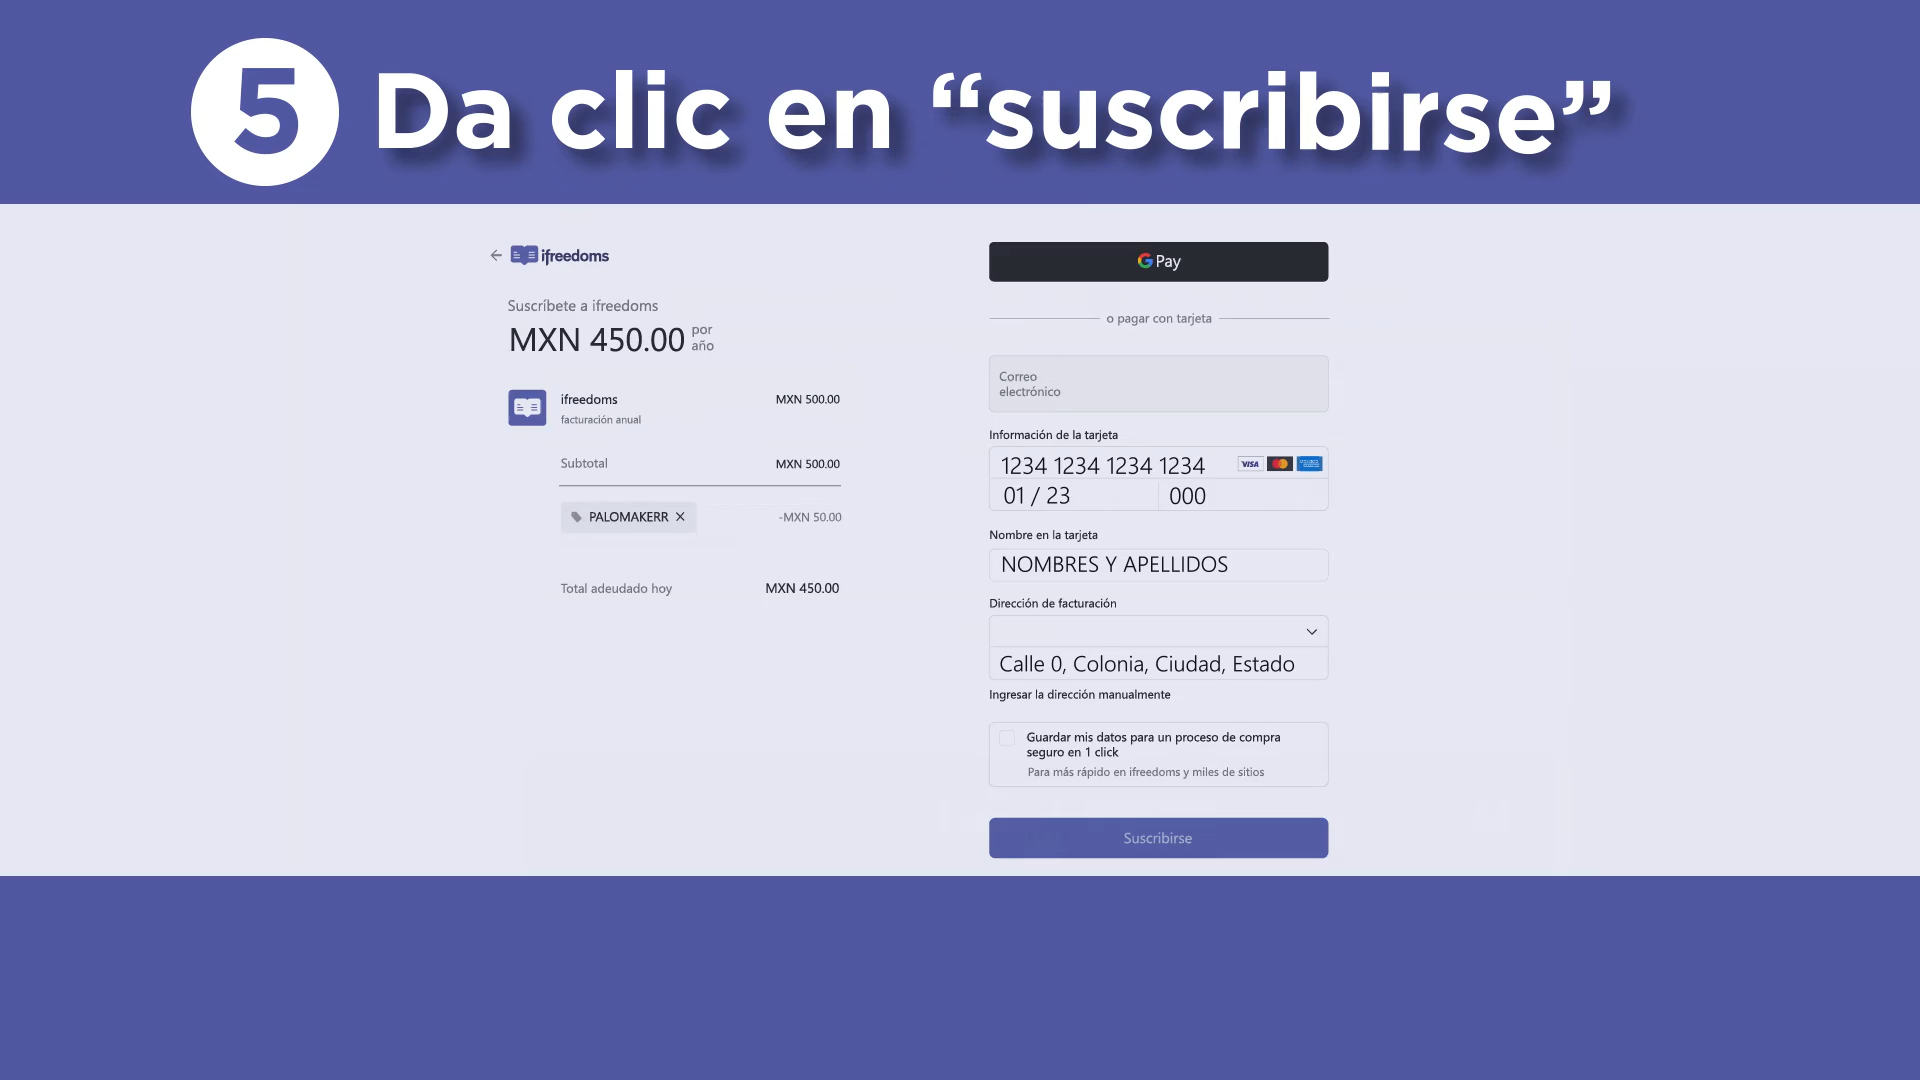 5 Da clic en “suscribirse”
ifreedoms
Suscríbete a ifreedoms
MXN 450.00 por
año
ifreedoms MXN 500.00
facturación anual
Subtotal MXN 500.00
PALOMAKERR X -MXN 50.00
Total adeudado hoy MXN 450.00
G Pay
o pagar con tarjeta
Correo
electrónico
Información de la tarjeta
1234 1234 1234 1234 VISA
01 / 23 000
Nombre en la tarjeta
NOMBRES Y APELLIDOS
Dirección de facturación
Calle 0, Colonia, Ciudad, Estado
Ingresar la dirección manualmente
Guardar mis datos para un proceso de compra
seguro en 1 click
Para más rápido en ifreedoms y miles de sitios
Suscribirse